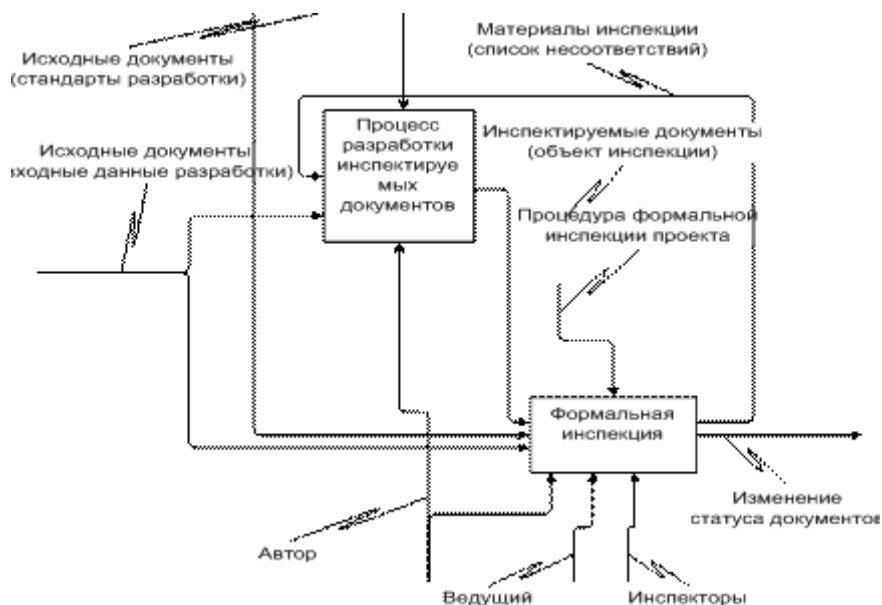 Исходные документы
(стандарты разработки)
Материалы инспекции
(список несоответствий)
Исходные документы
входные данные разработки)
Процесс
разработки
инспектируе
мых
документов
Инспектируемые документы
(объект инспекции)
Процедура формальной
инспекции проекта
Формальная
инспекция
Изменение
статуса документов
Автор
Ведущий
Инспекторы